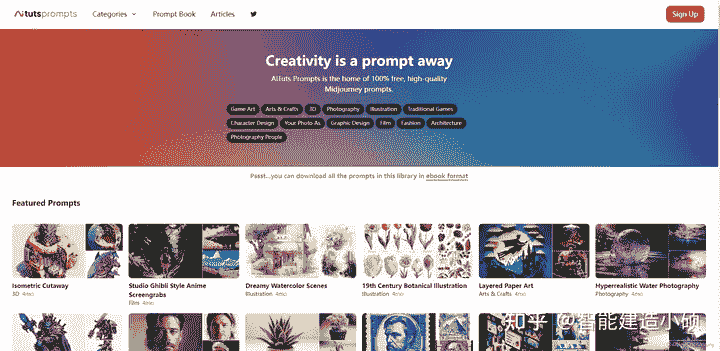 AItutsprompts
Categories
Prompt Book
Articles
Sign Up
Creativity is a prompt away
AiTuts Prompts is the home of 100% free, high-quality
Midjourney prompts.
Game Art Arts & Crafts 3D Photography Illustration Traditional Games
Character Design Your Photo As Graphic Design Film Fashion Architecture
Photography People
Pssst...you can download all the prompts in this library in ebook format
Featured Prompts
Isometric Cutaway
3D
Studio Ghibli Style Anime
Screengrabs
Film
Dreamy Watercolor Scenes
Illustration
19th Century Botanical Illustration
Illustration
Layered Paper Art
Arts & Crafts
Hyperrealistic Water Photography
Photography
知乎 @智能建造小硕